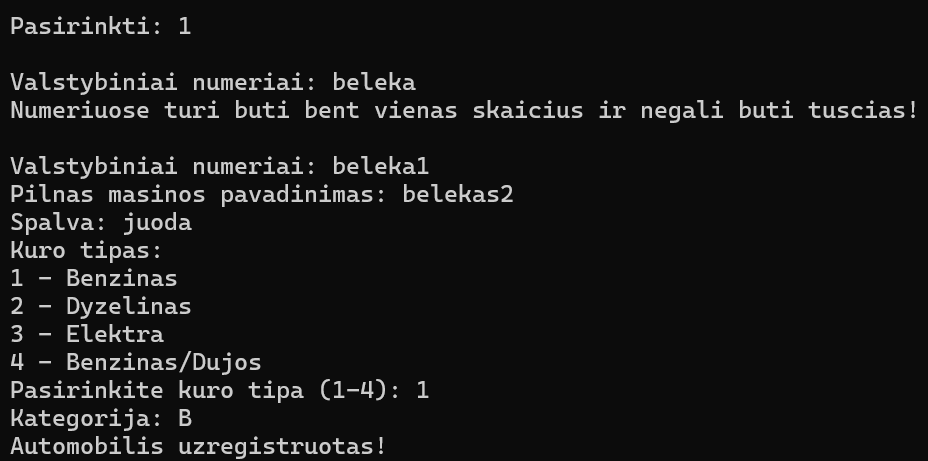 Pasirinkti: 1
Valstybiniai numeriai: beleka
Numeriuose turi buti bent vienas skaicius ir negali buti tuscias!
Valstybiniai numeriai: beleka1
Pilnas masinos pavadinimas: belekas2
Spalva: juoda
Kuro tipas:
1 - Benzinas
2 - Dyzelinas
3 - Elektra
4 - Benzinas/Dujos
Pasirinkite kuro tipa (1-4): 1
Kategorija: B
Automobilis uzregistruotas!